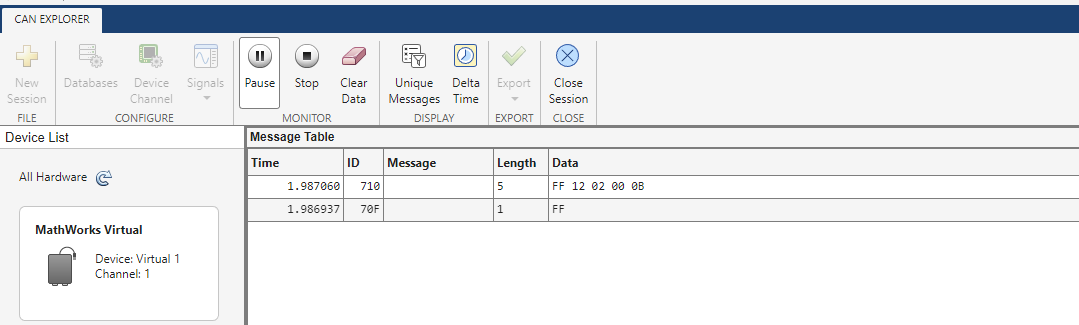 CAN EXPLORER
New Session
Databases
Device Channel
Signals
Pause
Stop
Clear Data
Unique Messages
Delta Time
Export
Close Session
FILE CONFIGURE MONITOR DISPLAY EXPORT CLOSE
Device List
All Hardware
MathWorks Virtual
Device: Virtual 1
Channel: 1
Message Table
Time ID Message Length Data
1.987060 710 5 FF 12 02 00 0B
1.986937 70F 1 FF